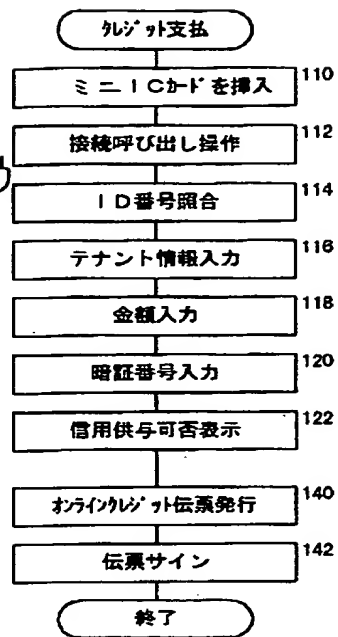 クレジット支払
ミニICカードを挿入
110
接続呼び出し操作
112
ID番号照合
114
テナント情報入力
116
金額入力
118
暗証番号入力
120
信用供与可否表示
122
オンラインクレジット伝票発行
140
伝票サイン
142
終了